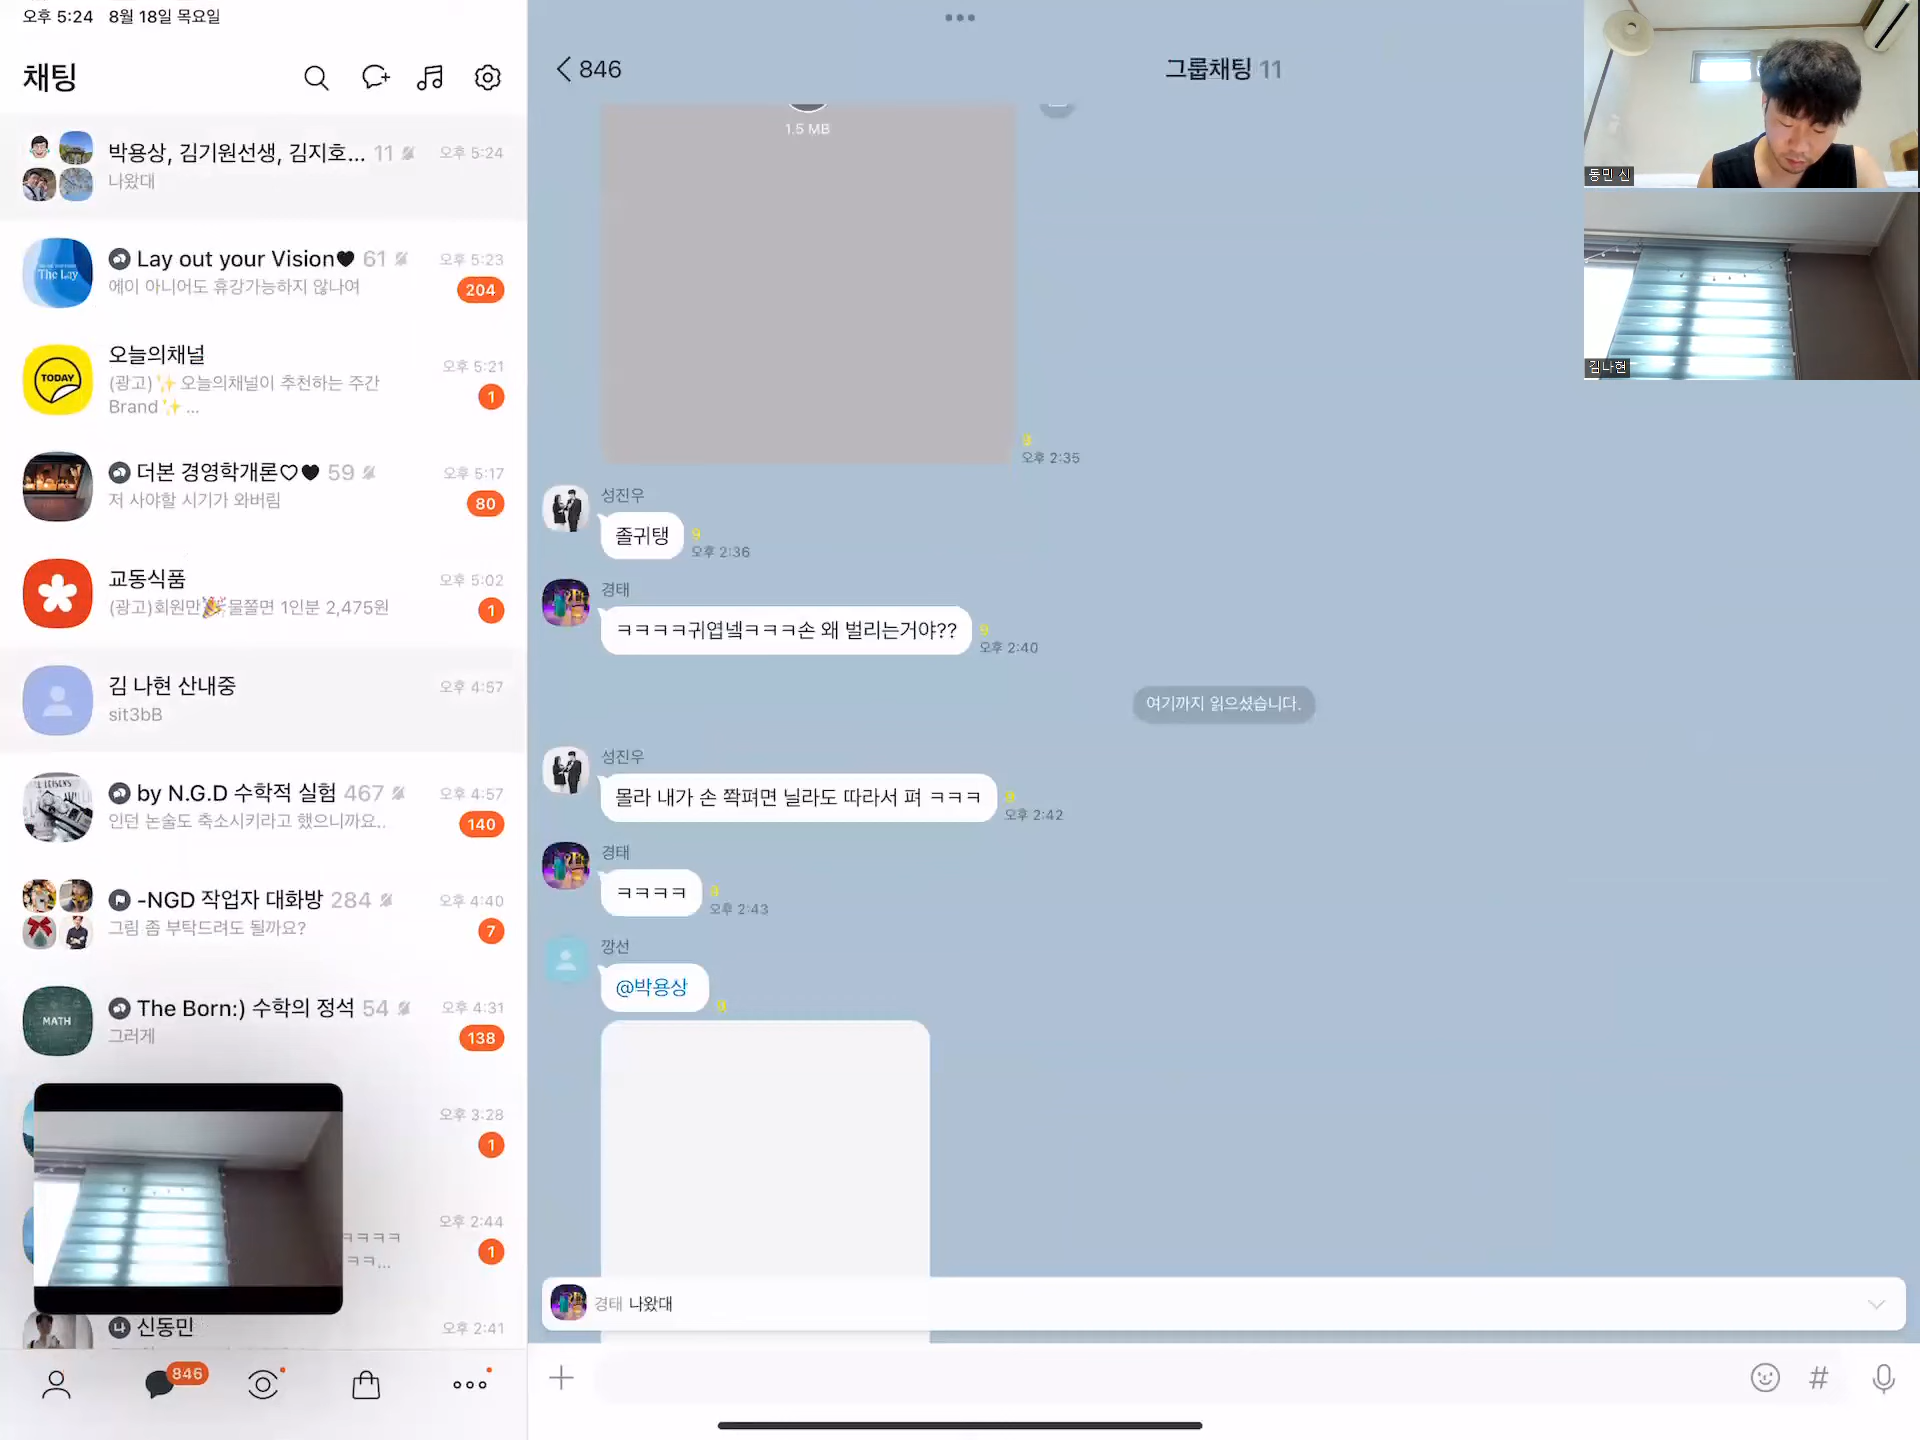 오후 5:24 8월 18일 목요일
채팅
박용상, 김기원선생, 김지호... 11
오후 5:24
나왔대
Lay out your Vision♥ 61
오후 5:23
에이 아니어도 휴강가능하지 않나여
204
The Lay
오늘의채널
오후 5:21
(광고)✨오늘의채널이 추천하는 주간
Brand✨...
1
TODAY
더본 경영학개론♡♥ 59
오후 5:17
저 사야할 시기가 와버림
80
교동식품
오후 5:02
(광고)회원만🎉물쫄면 1인분 2,475원
1
김 나현 산내중
오후 4:57
sit3bB
by N.G.D 수학적 실험 467
오후 4:57
인던 논술도 축소시키라고 했으니까요..
140
-NGD 작업자 대화방 284
오후 4:40
그림 좀 부탁드려도 될까요?
7
The Born:) 수학의 정석 54
오후 4:31
그러게
138
MATH
오후 3:28
1
오후 2:44
ㅋㅋㅋㅋ
ㅋㅋ...
1
나 신동민
오후 2:41
846
846
그룹채팅 11
1.5 MB
오후 2:35
성진우
졸귀탱
9
오후 2:36
경태
ㅋㅋㅋㅋ귀엽넼ㅋㅋㅋ손 왜 벌리는거야??
9
오후 2:40
여기까지 읽으셨습니다.
성진우
몰라 내가 손 쫙펴면 닐라도 따라서 펴 ㅋㅋㅋ
오후 2:42
경태
ㅋㅋㅋㅋ
오후 2:43
깡선
@박용상
경태 나왔대
#
동민 신
김나현